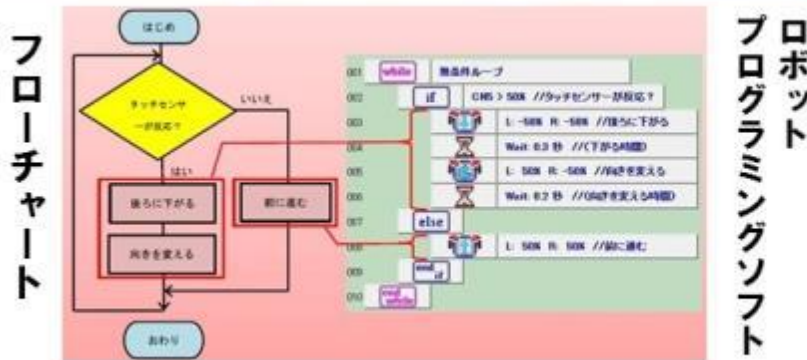 フローチャート
はじめ
タッチセンサ
ーが反応？
いいえ
はい
後ろに下がる
向きを変える
前に進む
おわり
001 while 無条件ループ
002 if CN5 > 50% //タッチセンサーが反応？
003 L: -50% R: -50% //後ろに下がる
004 Wait 0.3 秒 //(下がる時間)
005 L: 50% R: -50% //向きを変える
006 Wait 0.2 秒 //(向きを変える時間)
007 else
008 L: 50% R: 50% //前に進む
009 end if
010 end while
ロボット
プログラミングソフト